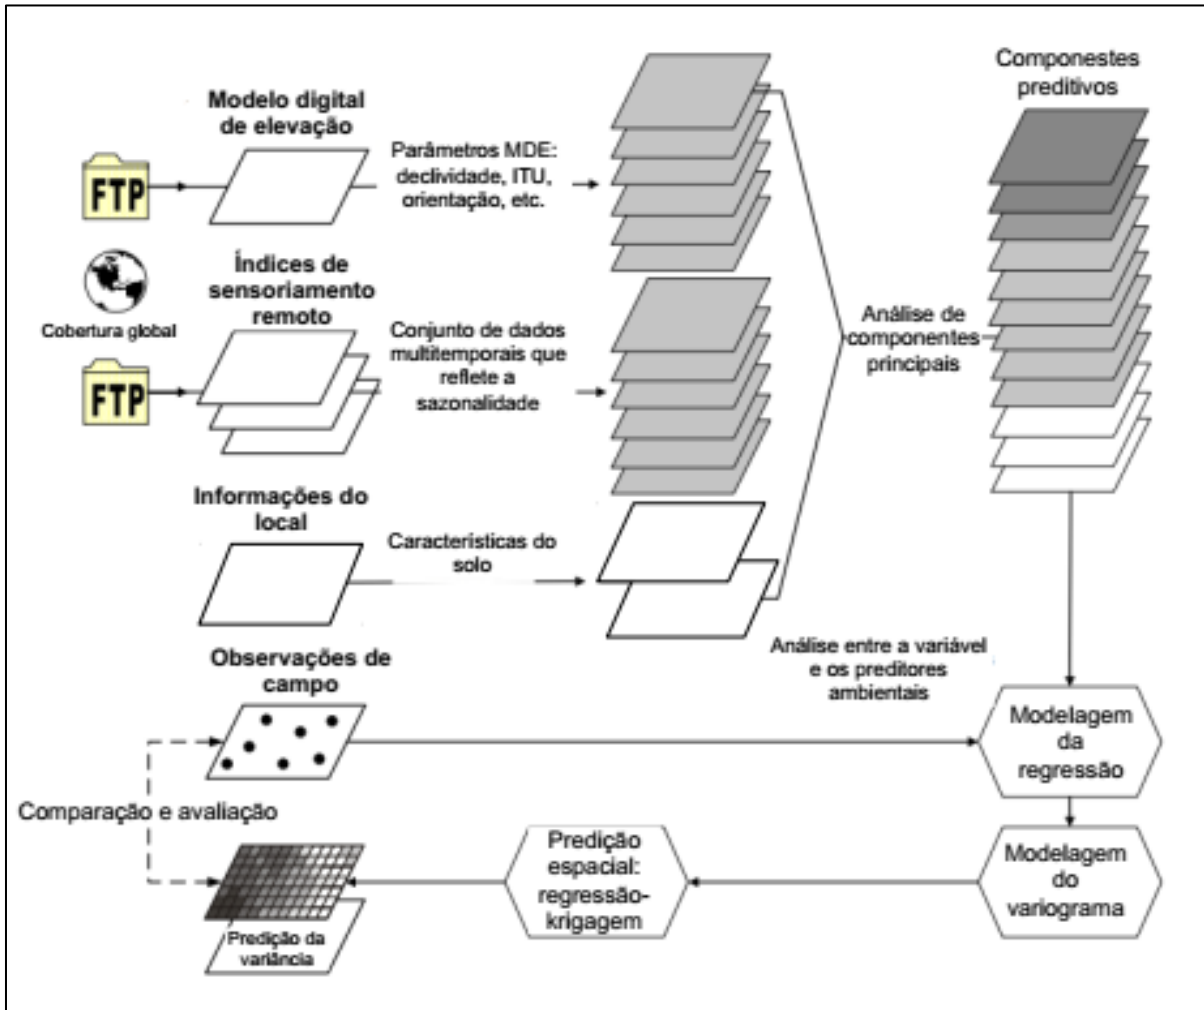 Componestes
preditivos
Modelo digital
de elevação
Parâmetros MDE:
declividade, ITU,
orientação, etc.
FTP
Índices de
sensoriamento
remoto
Cobertura global
Conjunto de dados
multitemporais que
reflete a
sazonalidade
FTP
Análise de
componentes
principais
Informações do
local
Características do
solo
Análise entre a variável
e os preditores
ambientais
Observações de
campo
Modelagem
da
regressão
Comparação e avaliação
Predição
espacial:
regressão-
krigagem
Modelagem
do
variograma
Predição da
variância